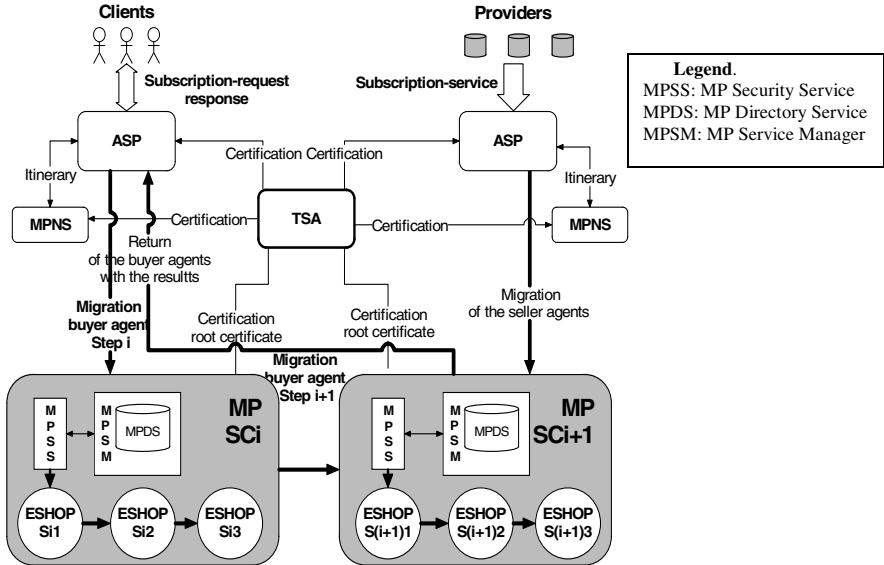 Clients
Providers
Subscription-request
response
Subscription-service
Legend.
MPSS: MP Security Service
MPDS: MP Directory Service
MPSM: MP Service Manager
ASP
ASP
Certification
Certification
Itinerary
Itinerary
MPNS
Certification
TSA
Certification
MPNS
Return
of the buyer agents
with the resultts
Migration
buyer agent
Step i
Certification
root certificate
Certification
root certificate
Migration
of the seller agents
Migration
buyer agent
Step i+1
MP
SCi
M
P
S
S
M
P
S
M
MPDS
ESHOP
Si1
ESHOP
Si2
ESHOP
Si3
MP
SCi+1
M
P
S
S
M
P
S
M
MPDS
ESHOP
S(i+1)1
ESHOP
S(i+1)2
ESHOP
S(i+1)3